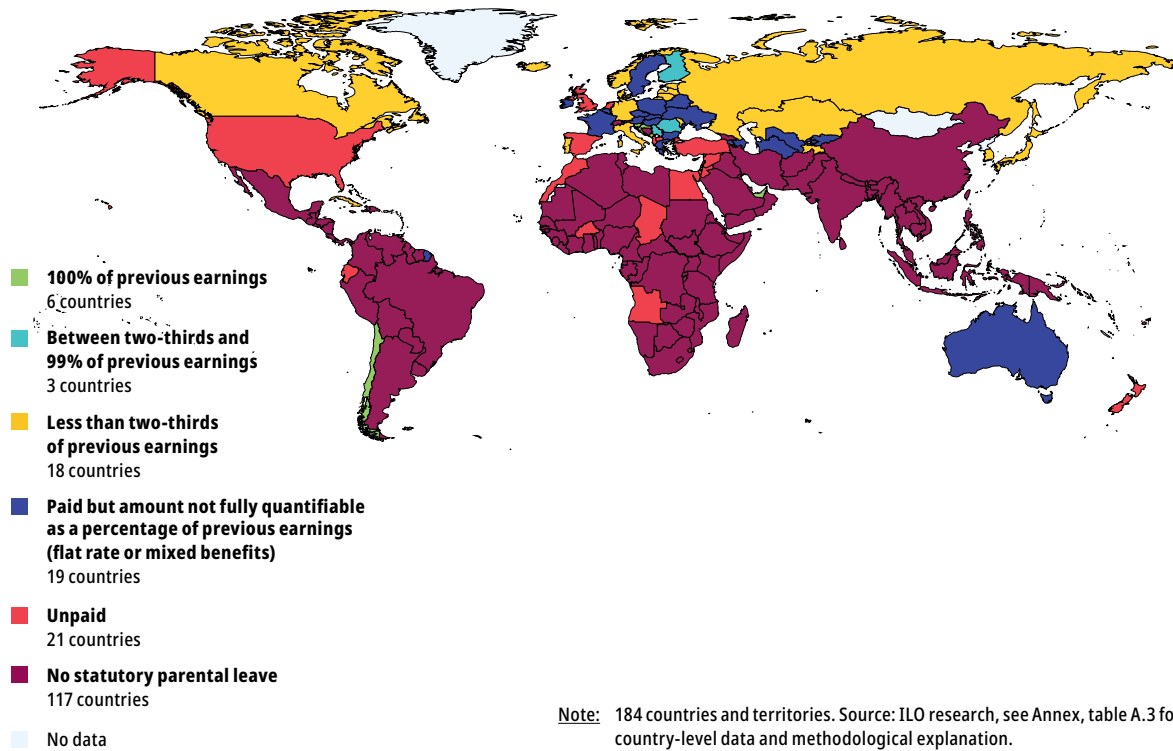 100% of previous earnings
6 countries
Between two-thirds and
99% of previous earnings
3 countries
Less than two-thirds
of previous earnings
18 countries
Paid but amount not fully quantifiable
as a percentage of previous earnings
(flat rate or mixed benefits)
19 countries
Unpaid
21 countries
No statutory parental leave
117 countries
No data
Note: 184 countries and territories. Source: ILO research, see Annex, table A.3 fo
country-level data and methodological explanation.